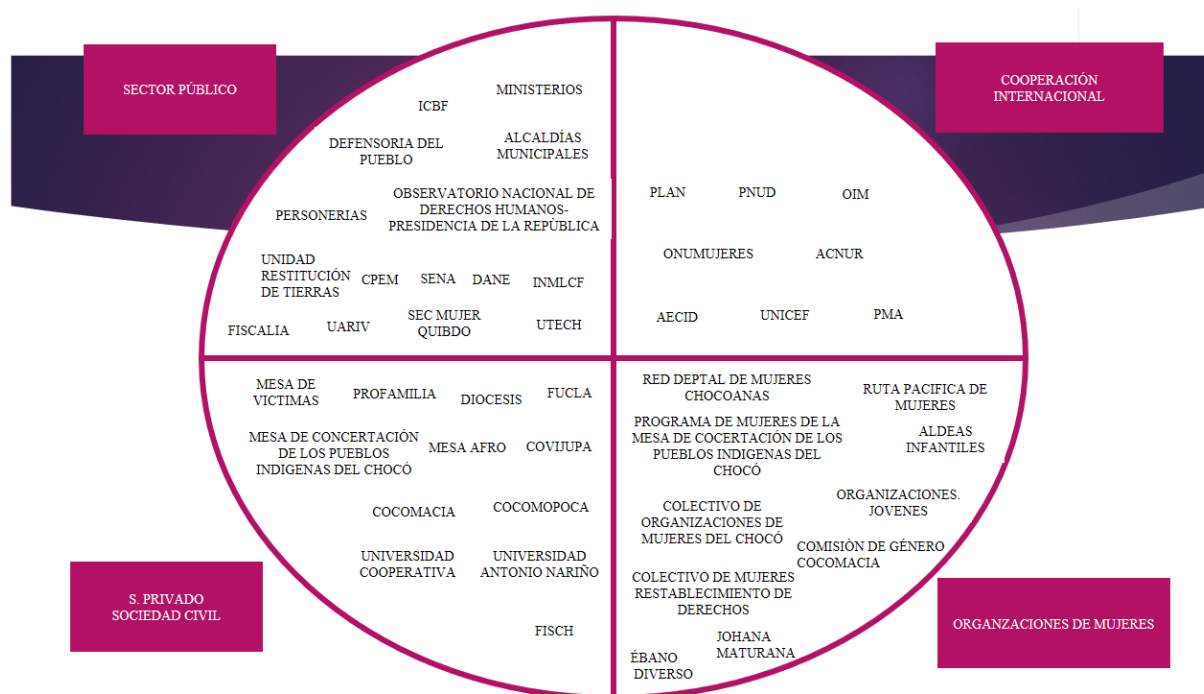 SECTOR PÚBLICO
ICBF
MINISTERIOS
DEFENSORIA DEL
PUEBLO
ALCALDÍAS
MUNICIPALES
PERSONERIAS
OBSERVATORIO NACIONAL DE
DERECHOS HUMANOS-
PRESIDENCIA DE LA REPÙBLICA
UNIDAD
RESTITUCIÓN
DE TIERRAS
CPEM
SENA
DANE
INMLCF
FISCALIA
UARIV
SEC MUJER
QUIBDO
UTECH
COOPERACIÓN
INTERNACIONAL
PLAN
PNUD
OIM
ONUMUJERES
ACNUR
AECID
UNICEF
PMA
MESA DE
VICTIMAS
PROFAMILIA
DIOCESIS
FUCLA
MESA DE CONCERTACIÓN
DE LOS PUEBLOS
INDIGENAS DEL CHOCÓ
MESA AFRO
COVIJUPA
COCOMACIA
COCOMOPOCA
UNIVERSIDAD
COOPERATIVA
UNIVERSIDAD
ANTONIO NARIÑO
FISCH
S. PRIVADO
SOCIEDAD CIVIL
RED DEPTAL DE MUJERES
CHOCOANAS
RUTA PACIFICA DE
MUJERES
PROGRAMA DE MUJERES DE LA
MESA DE COCERTACIÓN DE LOS
PUEBLOS INDIGENAS DEL
CHOCÓ
ALDEAS
INFANTILES
COLECTIVO DE
ORGANIZACIONES DE
MUJERES DEL CHOCÓ
ORGANIZACIONES.
JOVENES
COMISIÒN DE GÉNERO
COCOMACIA
COLECTIVO DE MUJERES
RESTABLECIMIENTO DE
DERECHOS
JOHANA
MATURANA
ÉBANO
DIVERSO
ORGANZACIONES DE MUJERES